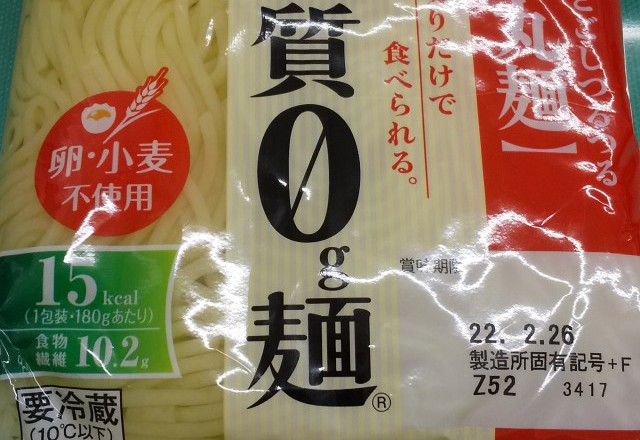 卵・小麦
不使用
15kcal
(1包装・180gあたり)
食物
繊維 10.2g
要冷蔵
(10℃以下)
質0g麺®
りだけで
食べられる。
丸麺】
賞味期限
22. 2.26
製造所固有記号+F
Z52 3417